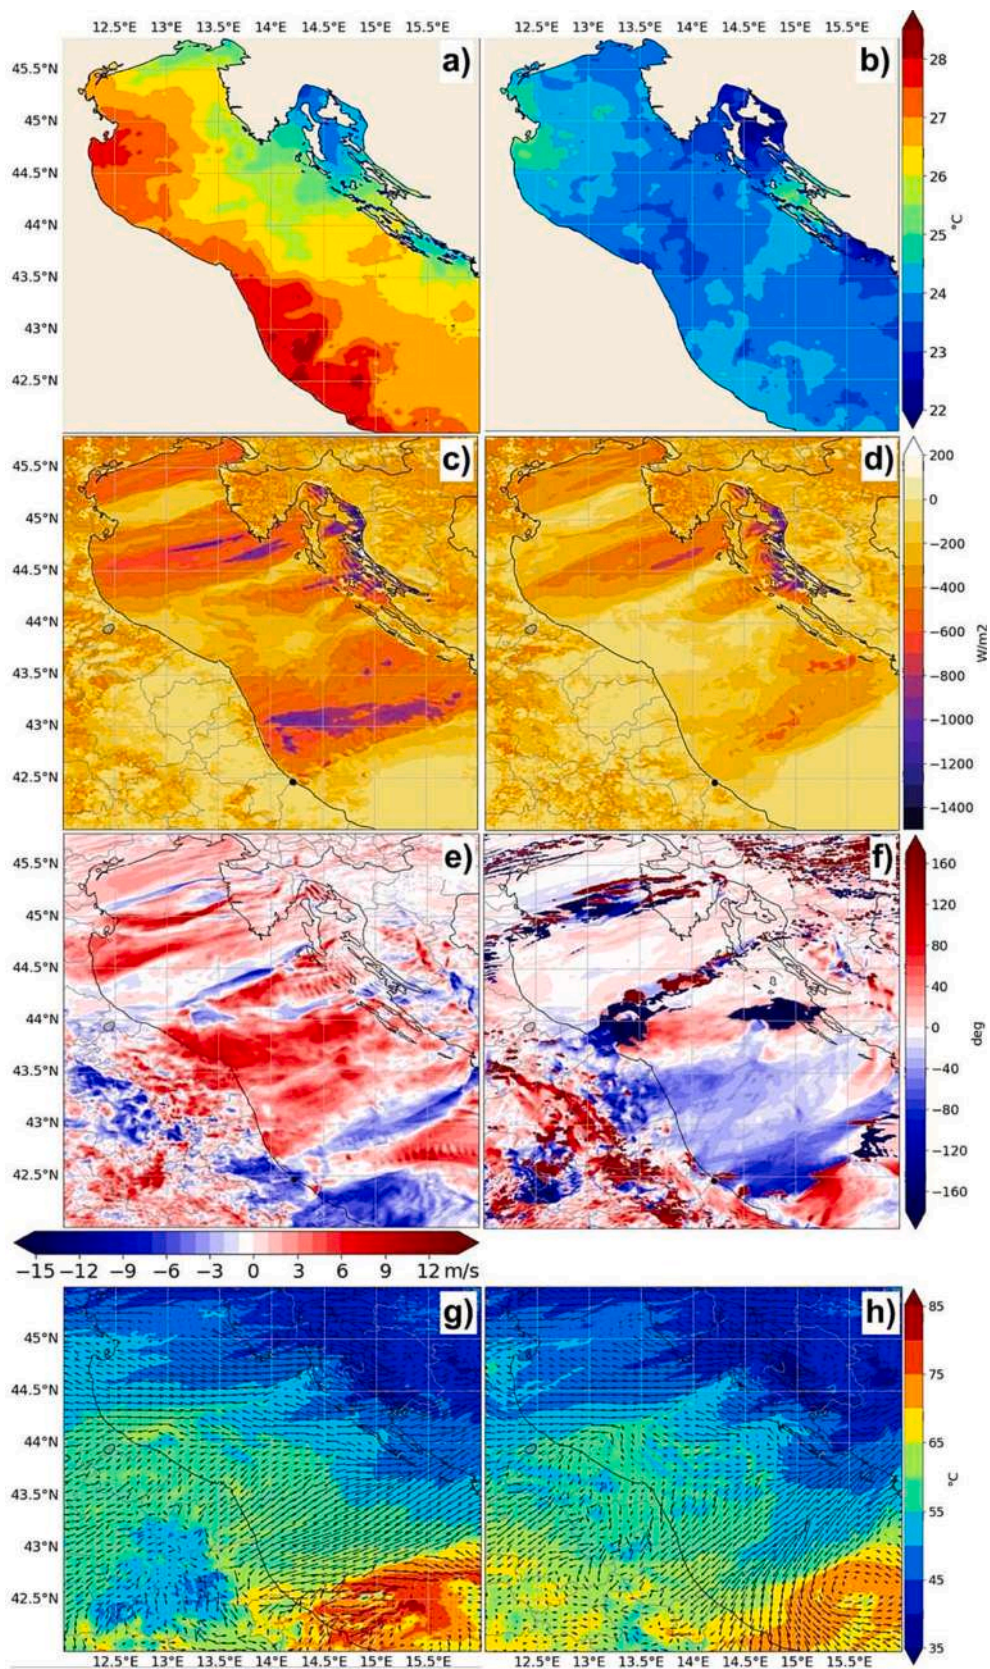 12.5°E 13°E 13.5°E 14°E 14.5°E 15°E 15.5°E 12.5°E 13°E 13.5°E 14°E 14.5°E 15°E 15.5°E
a) b)
45.5°N
45°N
44.5°N
44°N
43.5°N
43°N
42.5°N
28
27
26
25
24
23
22
°C
c) d)
45.5°N
45°N
44.5°N
44°N
43.5°N
43°N
42.5°N
200
0
−200
−400
−600
−800
−1000
−1200
−1400
W/m2
e) f)
45.5°N
45°N
44.5°N
44°N
43.5°N
43°N
42.5°N
160
120
80
40
0
−40
−80
−120
−160
deg
−15 −12 −9 −6 −3 0 3 6 9 12 m/s
g) h)
45°N
44.5°N
44°N
43.5°N
43°N
42.5°N
85
75
65
55
45
35
°C
12.5°E 13°E 13.5°E 14°E 14.5°E 15°E 15.5°E 12.5°E 13°E 13.5°E 14°E 14.5°E 15°E 15.5°E